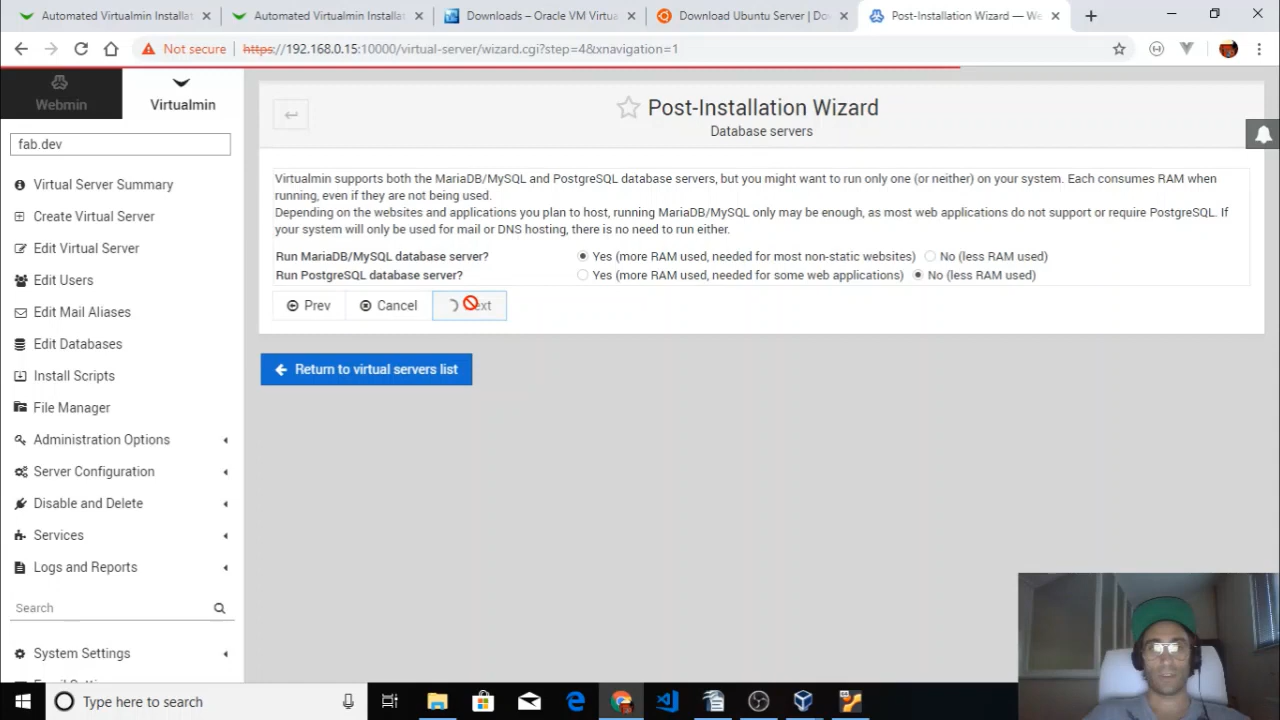 Automated Virtualmin Installat
Automated Virtualmin Installat
Downloads – Oracle VM Virtua
Download Ubuntu Server | Do
Post-Installation Wizard — We
Not secure
https://192.168.0.15:10000/virtual-server/wizard.cgi?step=4&xnavigation=1
Webmin
Virtualmin
fab.dev
Virtual Server Summary
Create Virtual Server
Edit Virtual Server
Edit Users
Edit Mail Aliases
Edit Databases
Install Scripts
File Manager
Administration Options
Server Configuration
Disable and Delete
Services
Logs and Reports
Search
System Settings
Post-Installation Wizard
Database servers
Virtualmin supports both the MariaDB/MySQL and PostgreSQL database servers, but you might want to run only one (or neither) on your system. Each consumes RAM when
running, even if they are not being used.
Depending on the websites and applications you plan to host, running MariaDB/MySQL only may be enough, as most web applications do not support or require PostgreSQL. If
your system will only be used for mail or DNS hosting, there is no need to run either.
Run MariaDB/MySQL database server? Yes (more RAM used, needed for most non-static websites) No (less RAM used)
Run PostgreSQL database server? Yes (more RAM used, needed for some web applications) No (less RAM used)
Prev
Cancel
Return to virtual servers list
Type here to search